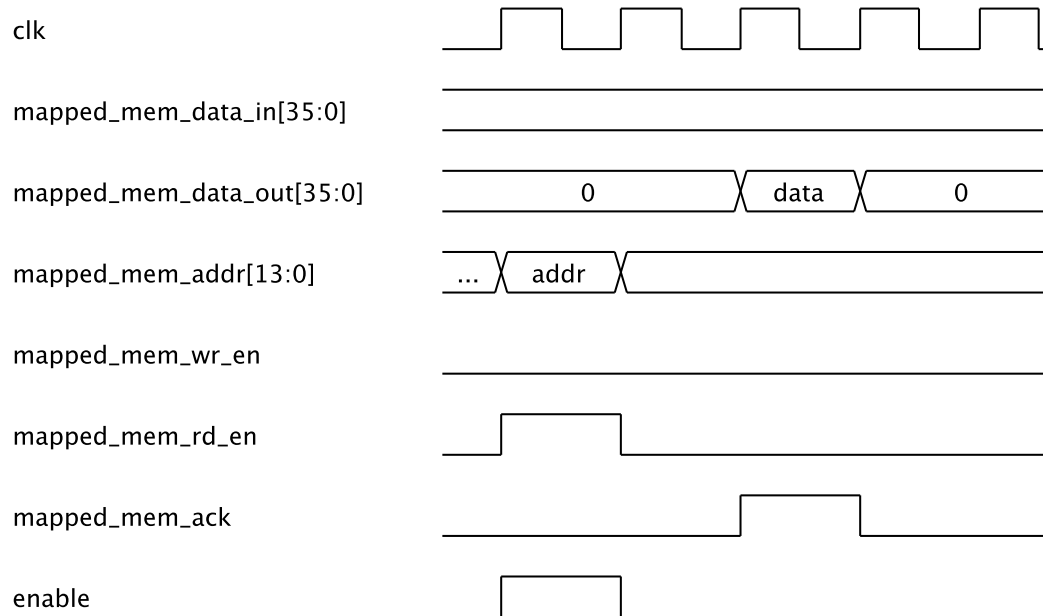 clk
mapped_mem_data_in[35:0]
mapped_mem_data_out[35:0] 0 data 0
mapped_mem_addr[13:0] ... addr
mapped_mem_wr_en
mapped_mem_rd_en
mapped_mem_ack
enable